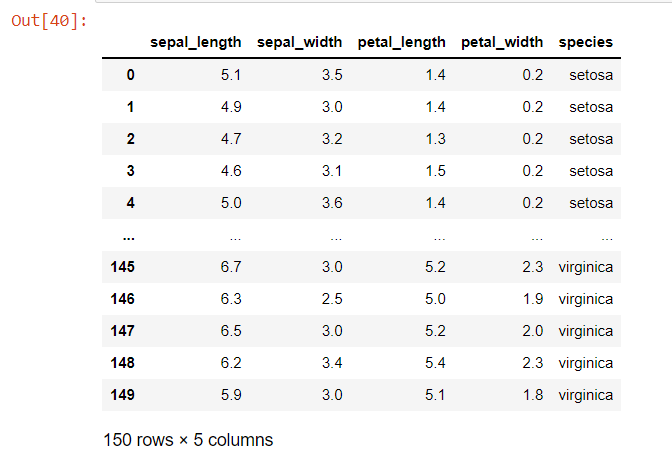 Out[40]:
sepal_length sepal_width petal_length petal_width species
0 5.1 3.5 1.4 0.2 setosa
1 4.9 3.0 1.4 0.2 setosa
2 4.7 3.2 1.3 0.2 setosa
3 4.6 3.1 1.5 0.2 setosa
4 5.0 3.6 1.4 0.2 setosa
... ... ... ... ... ...
145 6.7 3.0 5.2 2.3 virginica
146 6.3 2.5 5.0 1.9 virginica
147 6.5 3.0 5.2 2.0 virginica
148 6.2 3.4 5.4 2.3 virginica
149 5.9 3.0 5.1 1.8 virginica
150 rows × 5 columns